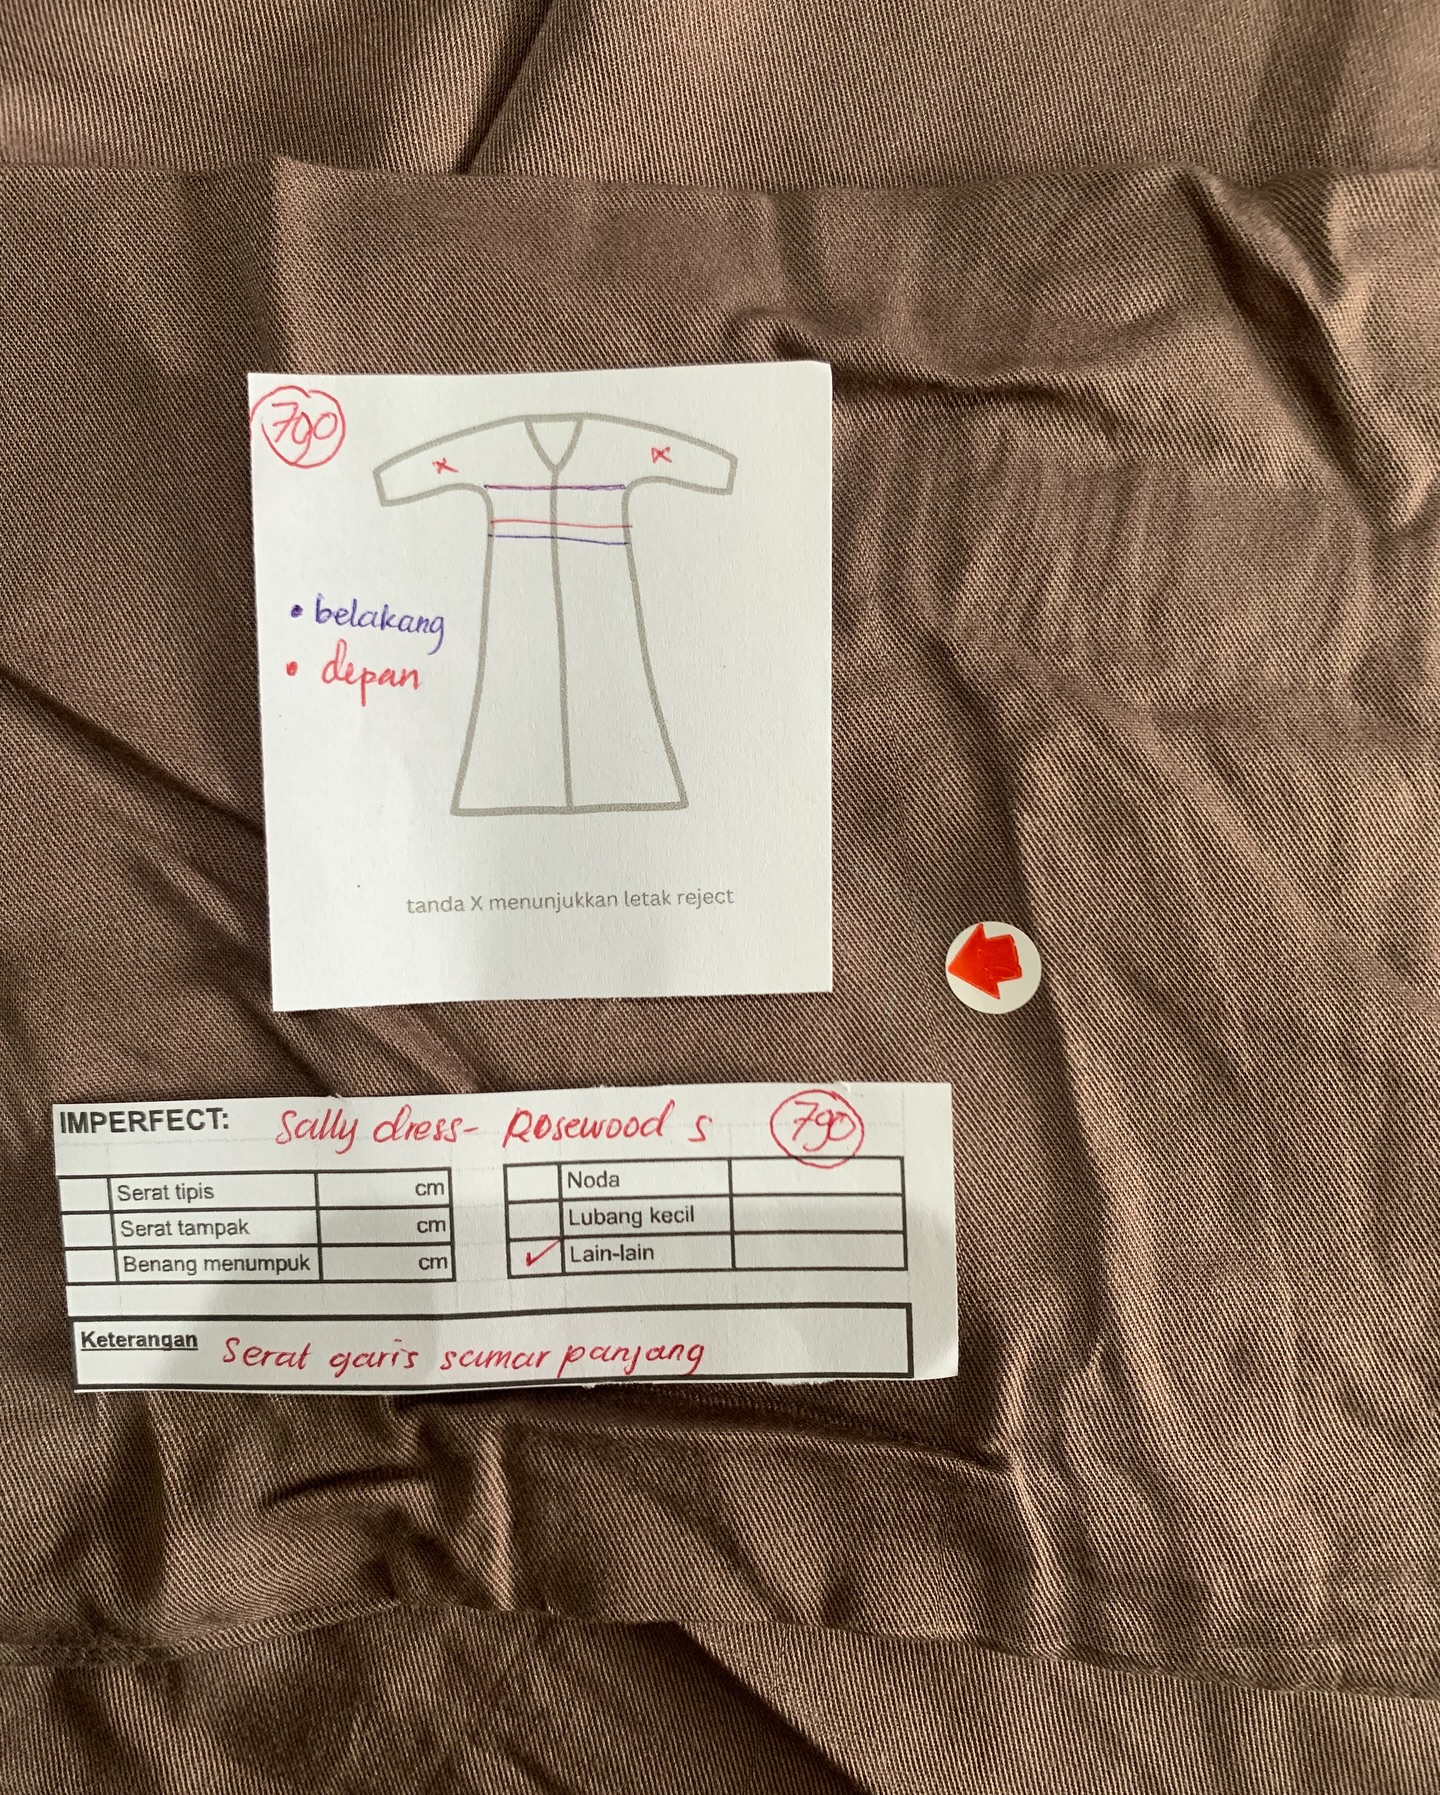 790
• belakang
• depan
tanda X menunjukkan letak reject
IMPERFECT: Sally dress- Rosewood S 790
Serat tipis cm
Serat tampak cm
Benang menumpuk cm
Noda
Lubang kecil
✓ Lain-lain
Keterangan Serat garis samar panjang